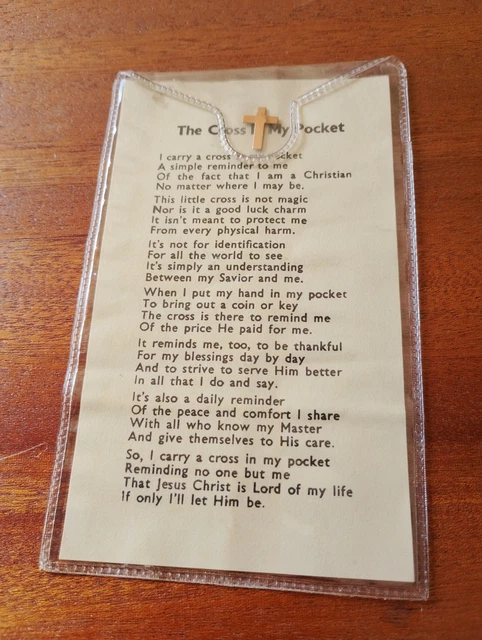 The Cross My Pocket
I carry a cross pocket
A simple reminder to me
Of the fact that I am a Christian
No matter where I may be.
This little cross is not magic
Nor is it a good luck charm
It isn't meant to protect me
From every physical harm.
It's not for identification
For all the world to see
It's simply an understanding
Between my Savior and me.
When I put my hand in my pocket
To bring out a coin or key
The cross is there to remind me
Of the price He paid for me.
It reminds me, too, to be thankful
For my blessings day by day
And to strive to serve Him better
In all that I do and say.
It's also a daily reminder
Of the peace and comfort I share
With all who know my Master
And give themselves to His care.
So, I carry a cross in my pocket
Reminding no one but me
That Jesus Christ is Lord of my life
If only I'll let Him be.